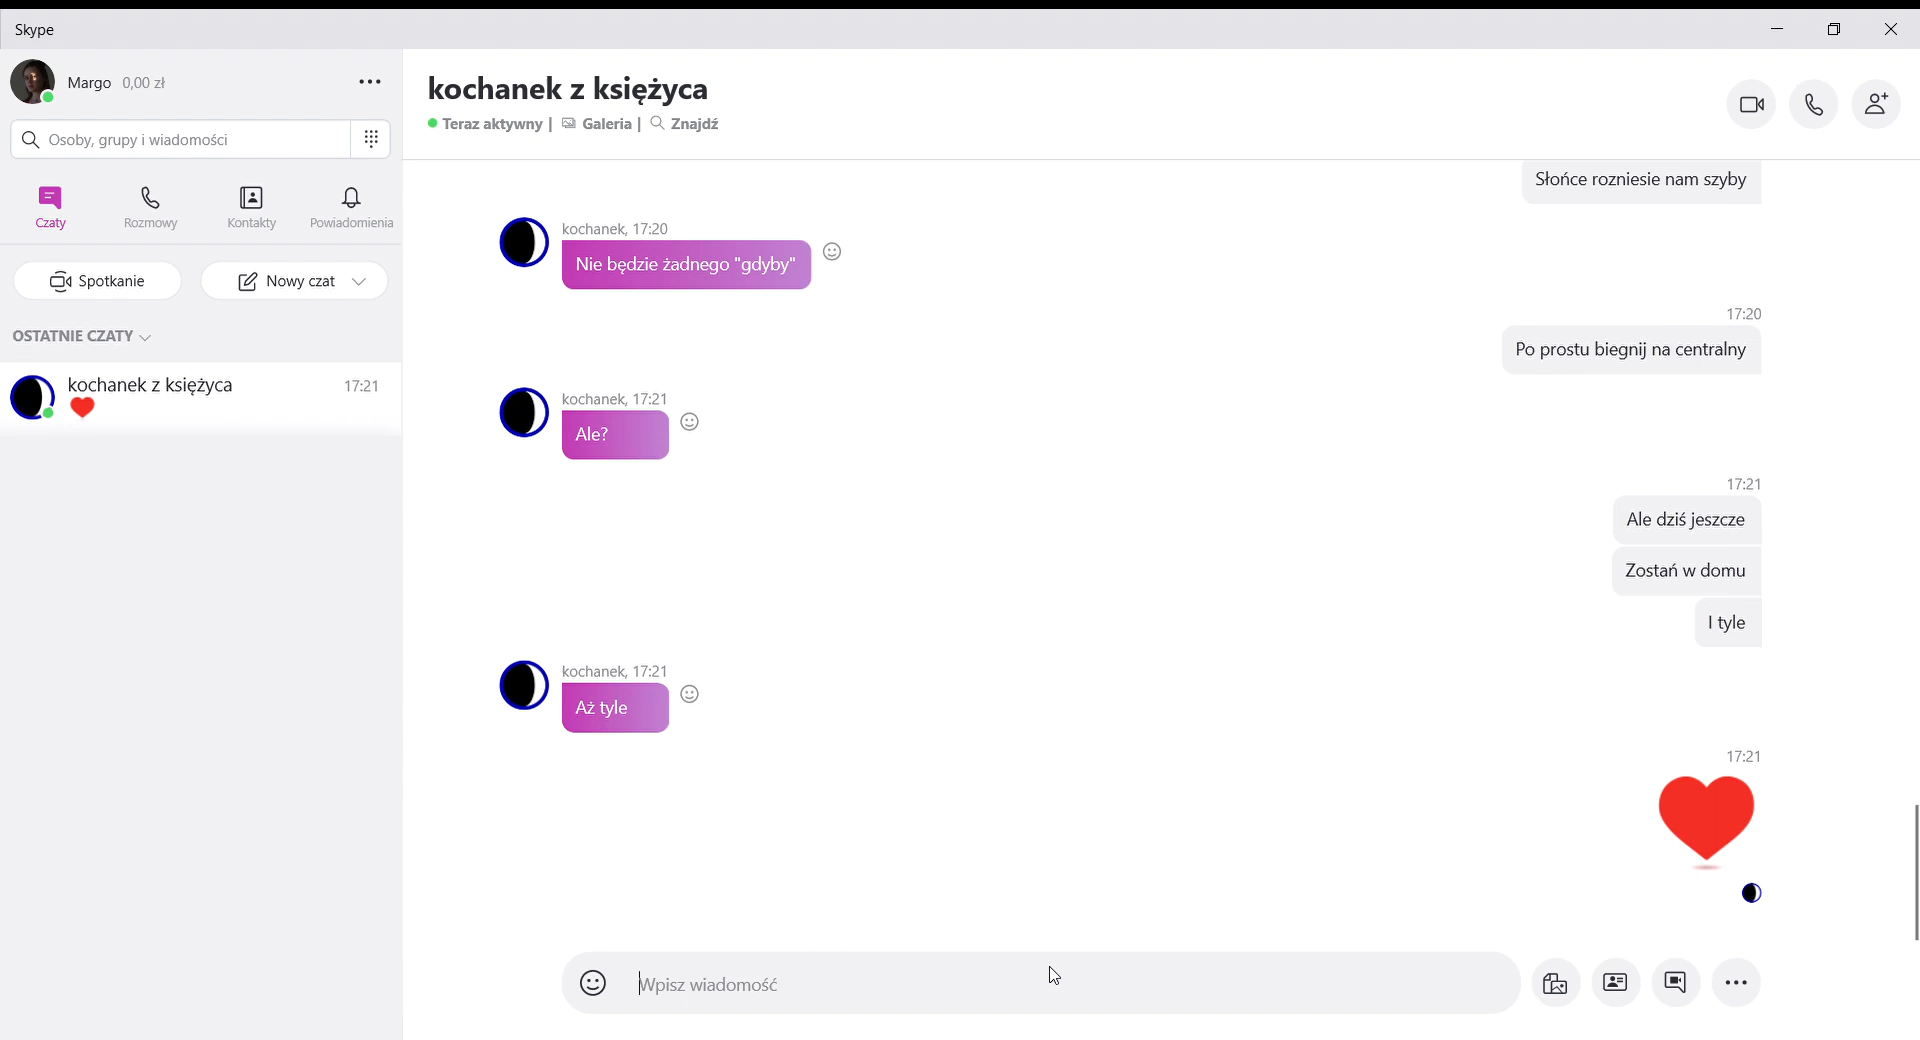 Skype
Margo 0,00 zł
Osoby, grupy i wiadomości
Czaty
Rozmowy
Kontakty
Powiadomienia
Spotkanie
Nowy czat
OSTATNIE CZATY
kochanek z księżyca 17:21
kochanek z księżyca
Teraz aktywny | Galeria | Znajdź
Słońce rozniesie nam szyby
kochanek, 17:20
Nie będzie żadnego "gdyby"
17:20
Po prostu biegnij na centralny
kochanek, 17:21
Ale?
17:21
Ale dziś jeszcze
Zostań w domu
I tyle
kochanek, 17:21
Aż tyle
17:21
Wpisz wiadomość